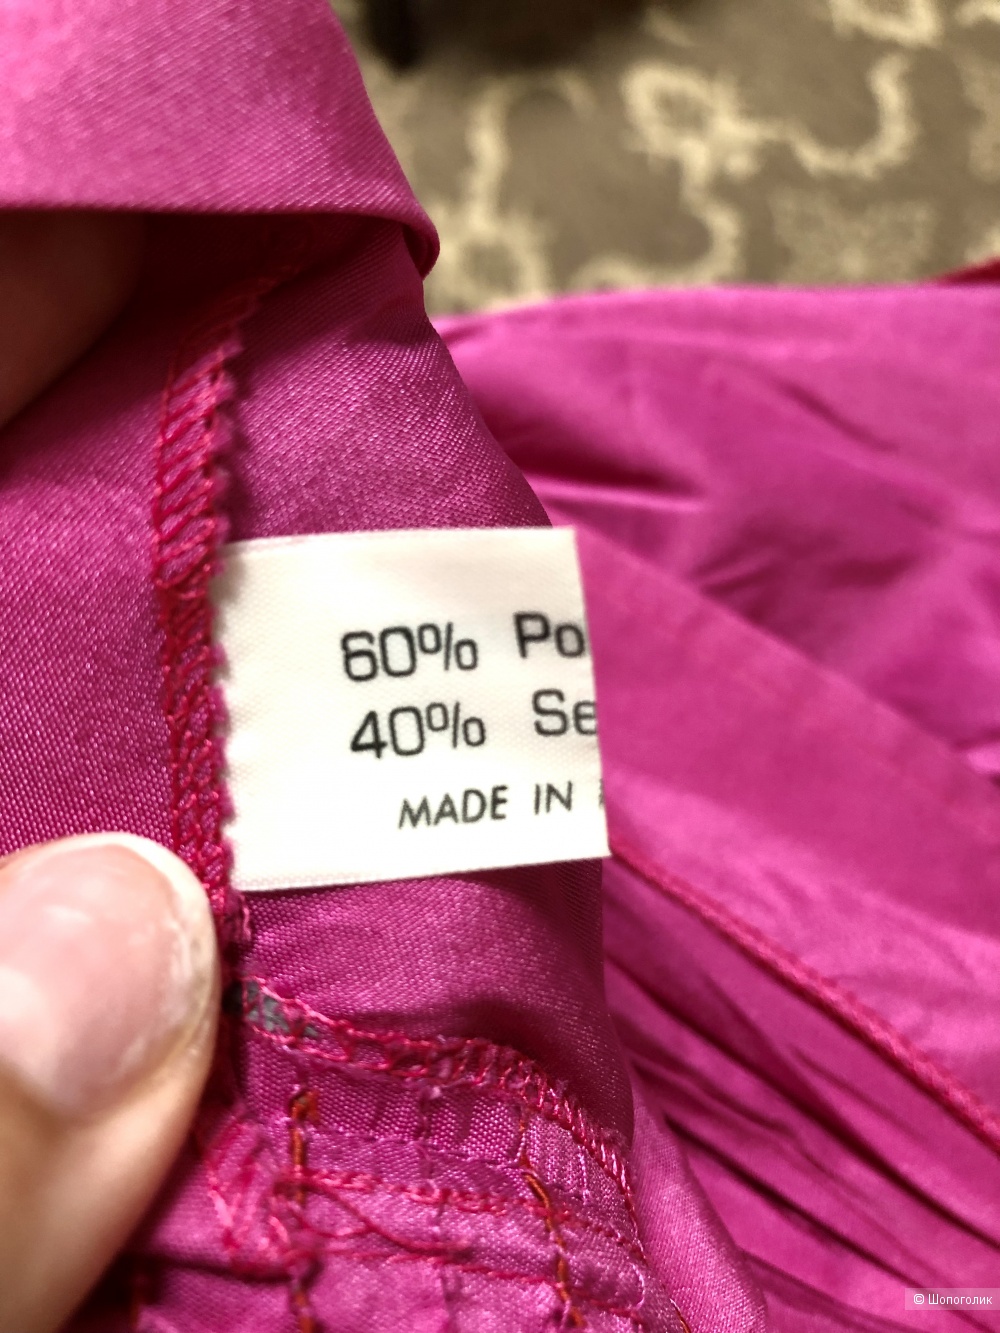 60% Po
40% Se
MADE IN
© Шопоголик